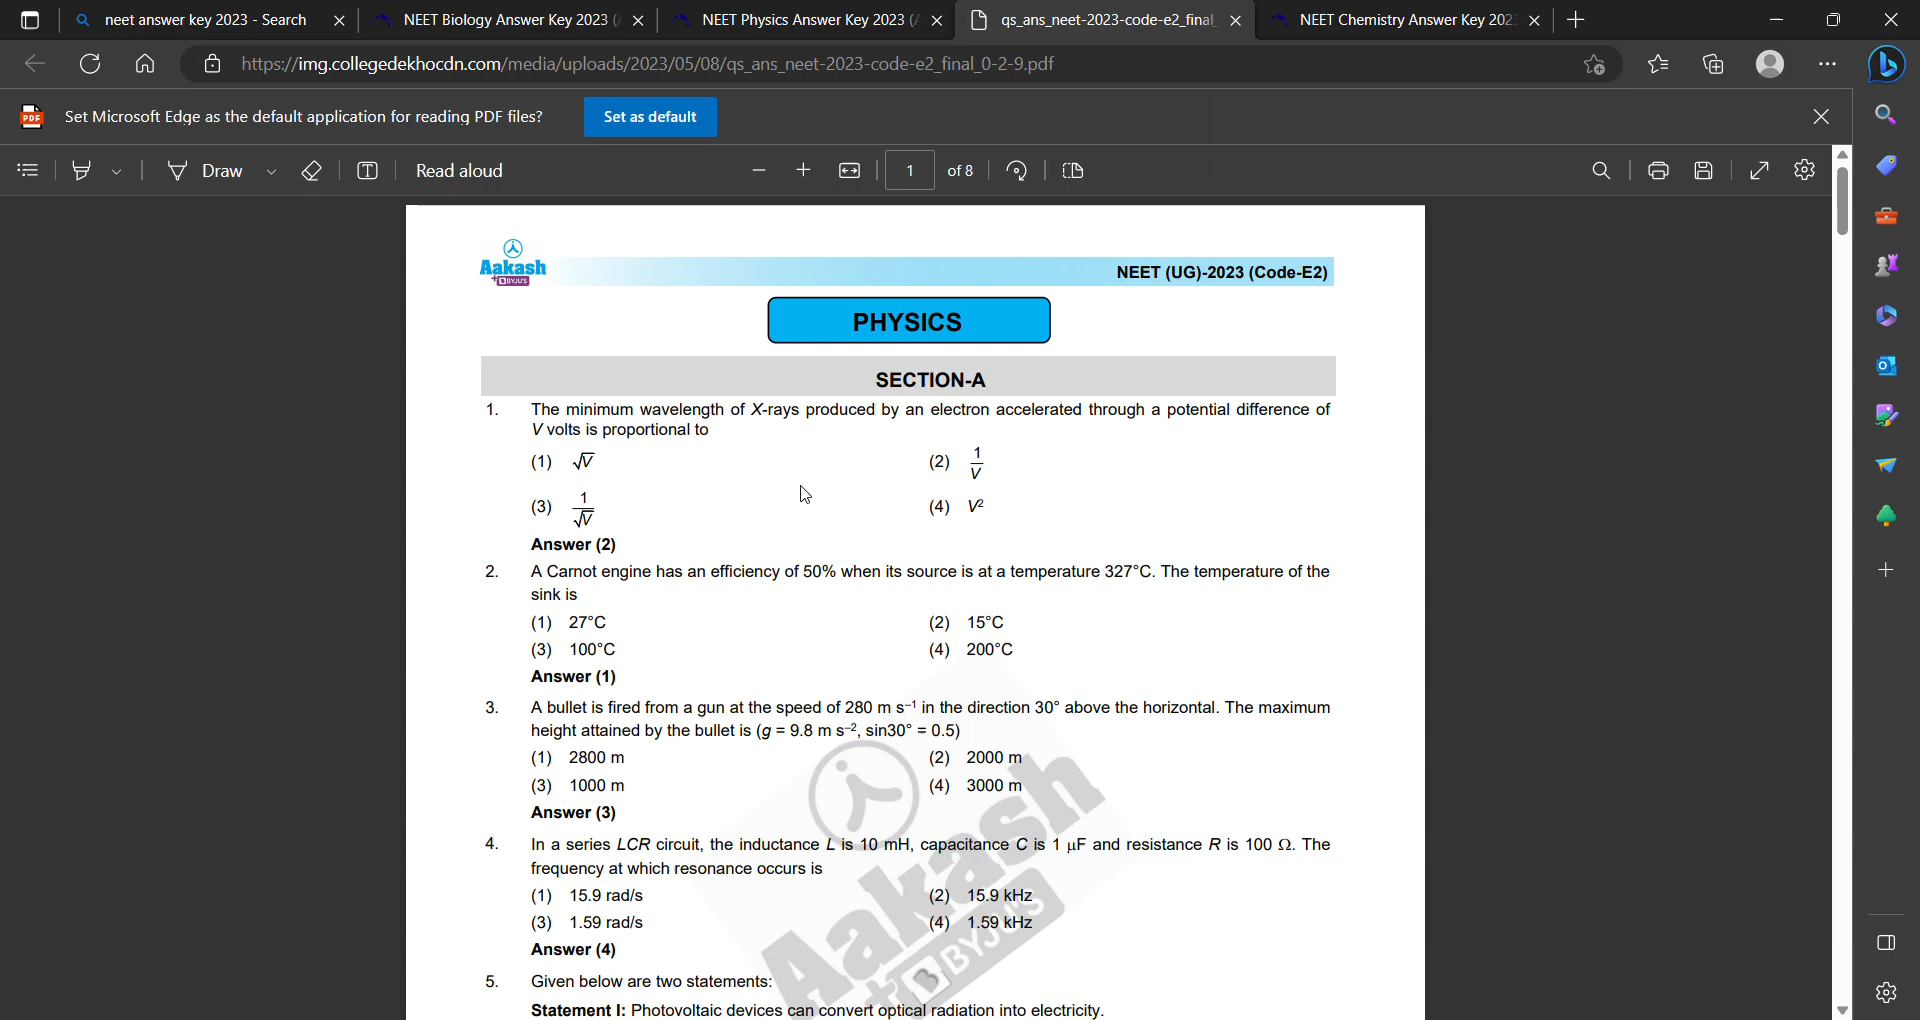 neet answer key 2023 - Search
NEET Biology Answer Key 2023 (
NEET Physics Answer Key 2023 (
qs_ans_neet-2023-code-e2_final_
NEET Chemistry Answer Key 202
https://img.collegedekhocdn.com/media/uploads/2023/05/08/qs_ans_neet-2023-code-e2_final_0-2-9.pdf
PDF
Set Microsoft Edge as the default application for reading PDF files?
Set as default
Draw
Read aloud
1
of 8
Aakash
+BYJU'S
NEET (UG)-2023 (Code-E2)
PHYSICS
SECTION-A
1. The minimum wavelength of X-rays produced by an electron accelerated through a potential difference of
V volts is proportional to
(1) √V (2) 1/V
(3) 1/√V (4) V²
Answer (2)
2. A Carnot engine has an efficiency of 50% when its source is at a temperature 327°C. The temperature of the
sink is
(1) 27°C (2) 15°C
(3) 100°C (4) 200°C
Answer (1)
3. A bullet is fired from a gun at the speed of 280 m s⁻¹ in the direction 30° above the horizontal. The maximum
height attained by the bullet is (g = 9.8 m s⁻², sin30° = 0.5)
(1) 2800 m (2) 2000 m
(3) 1000 m (4) 3000 m
Answer (3)
4. In a series LCR circuit, the inductance L is 10 mH, capacitance C is 1 μF and resistance R is 100 Ω. The
frequency at which resonance occurs is
(1) 15.9 rad/s (2) 15.9 kHz
(3) 1.59 rad/s (4) 1.59 kHz
Answer (4)
5. Given below are two statements:
Statement I: Photovoltaic devices can convert optical radiation into electricity.
Aakash
+BYJU'S